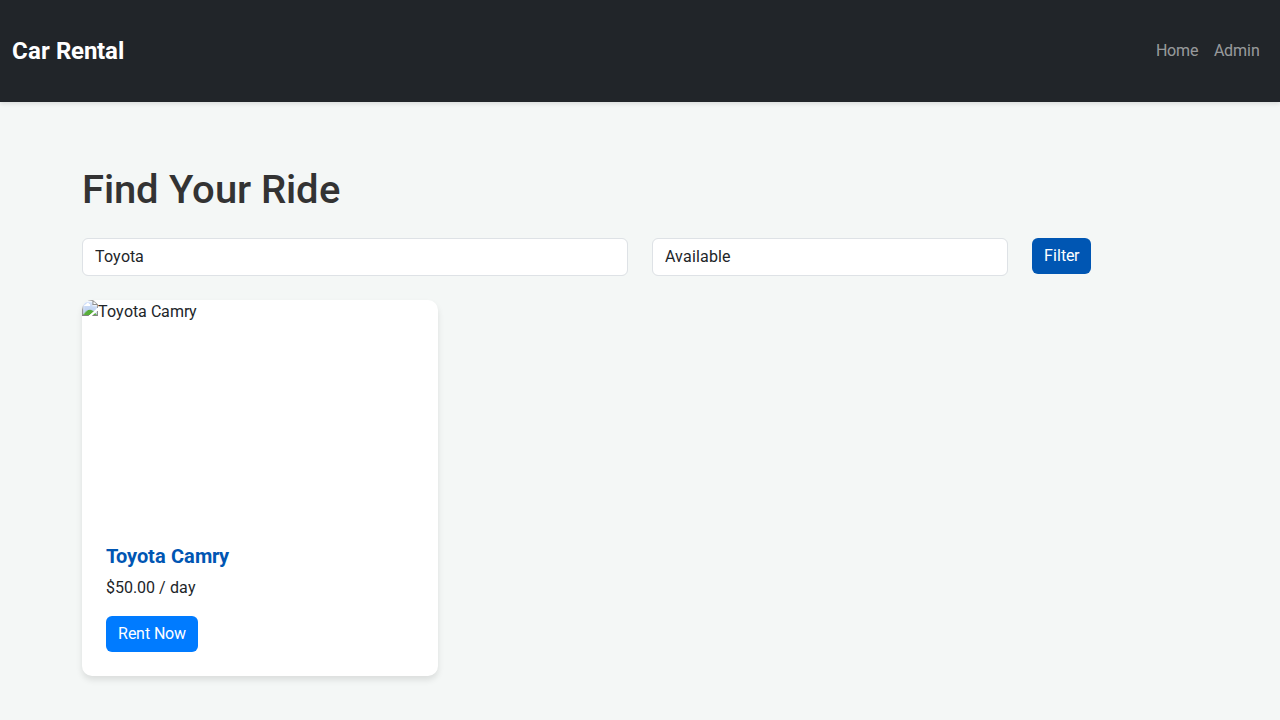 Car Rental
Home Admin
Find Your Ride
Toyota Available Filter
Toyota Camry
Toyota Camry
$50.00 / day
Rent Now